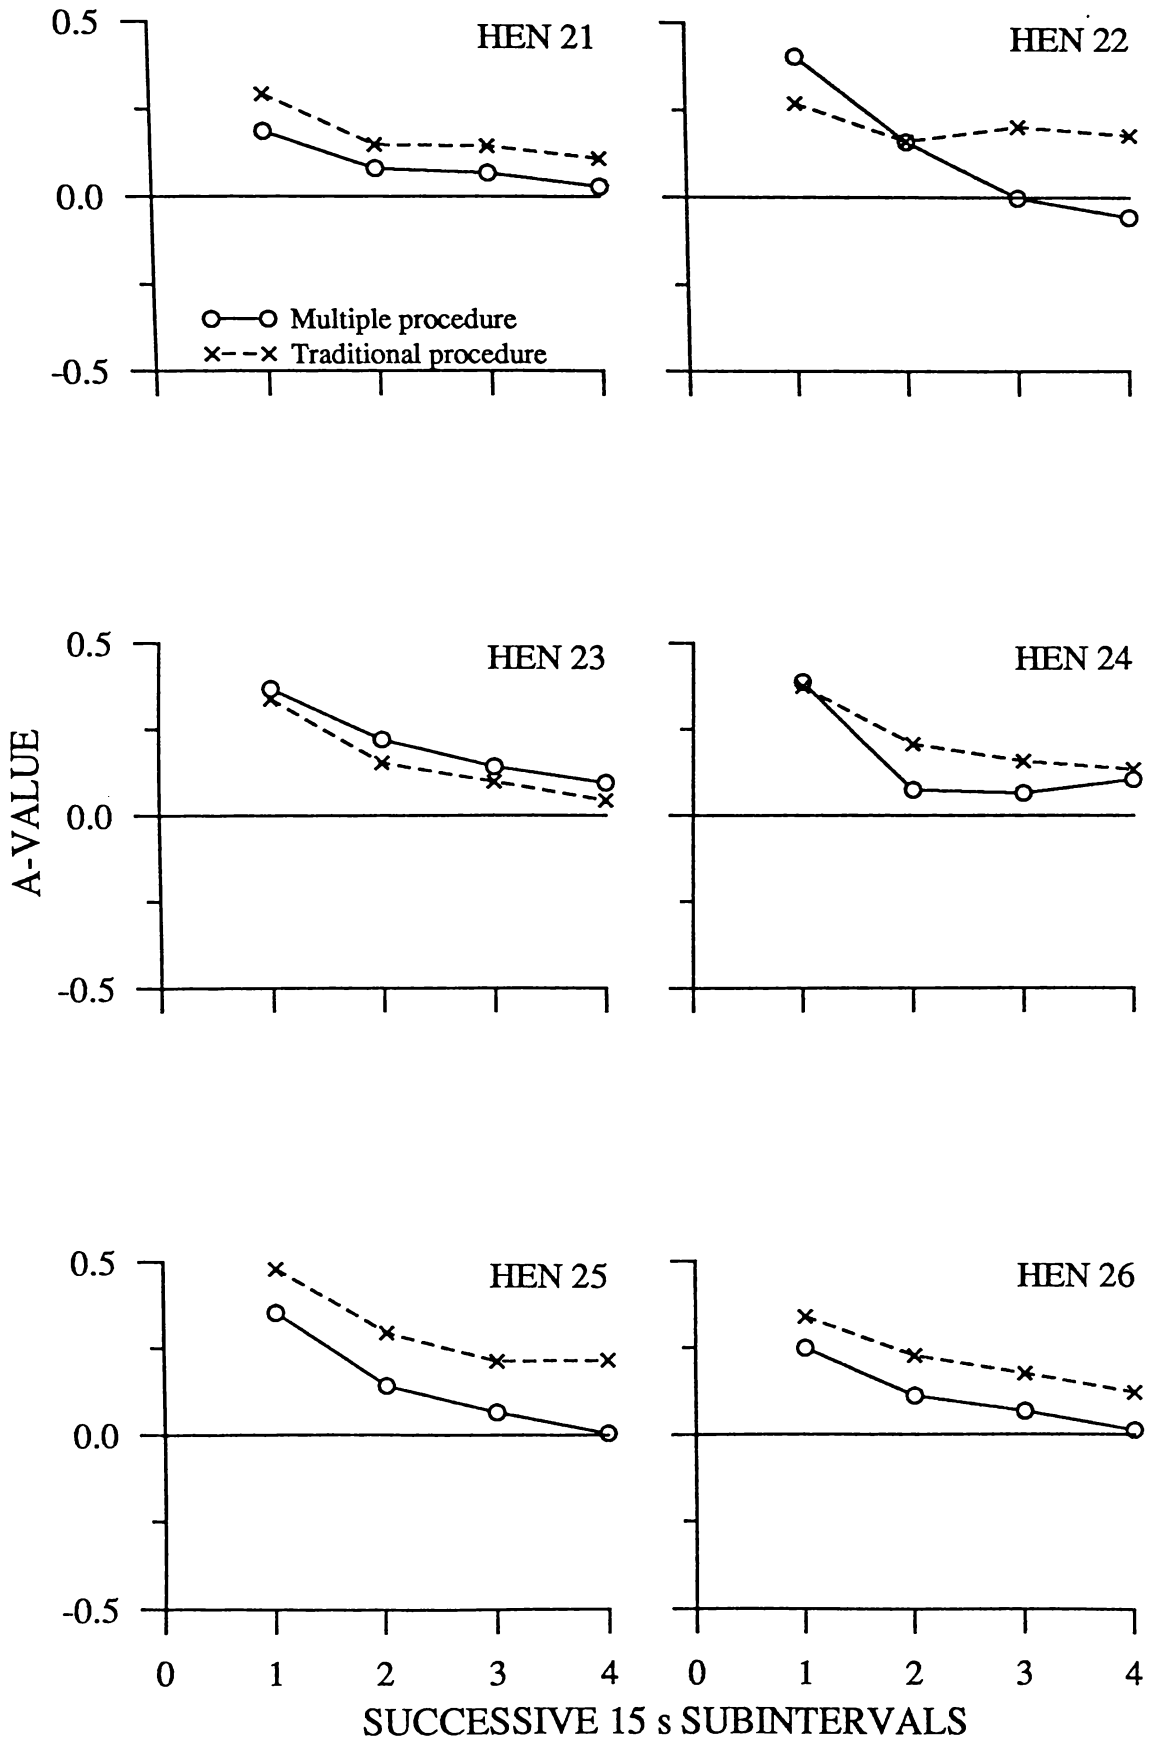 0.5
HEN 21
HEN 22
0.0
Multiple procedure
Traditional procedure
-0.5
0.5
HEN 23
HEN 24
0.0
-0.5
A-VALUE
0.5
HEN 25
HEN 26
0.0
-0.5
0 1 2 3 4 0 1 2 3 4
SUCCESSIVE 15 s SUBINTERVALS